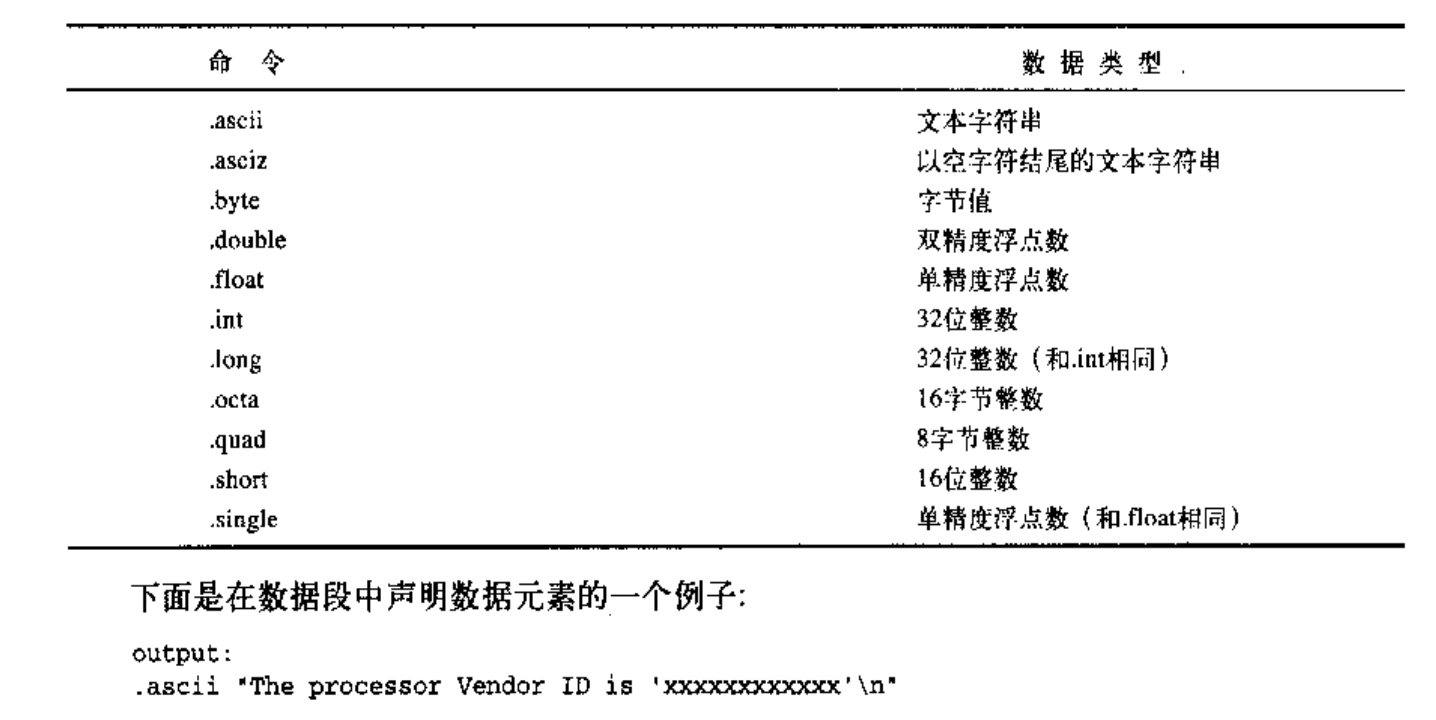 命 令 数 据 类 型
.ascii 文本字符串
.asciz 以空字符结尾的文本字符串
.byte 字节值
.double 双精度浮点数
.float 单精度浮点数
.int 32位整数
.long 32位整数（和.int相同）
.octa 16字节整数
.quad 8字节整数
.short 16位整数
.single 单精度浮点数（和.float相同）
下面是在数据段中声明数据元素的一个例子:
output:
.ascii "The processor Vendor ID is 'xxxxxxxxxxxx'\n"